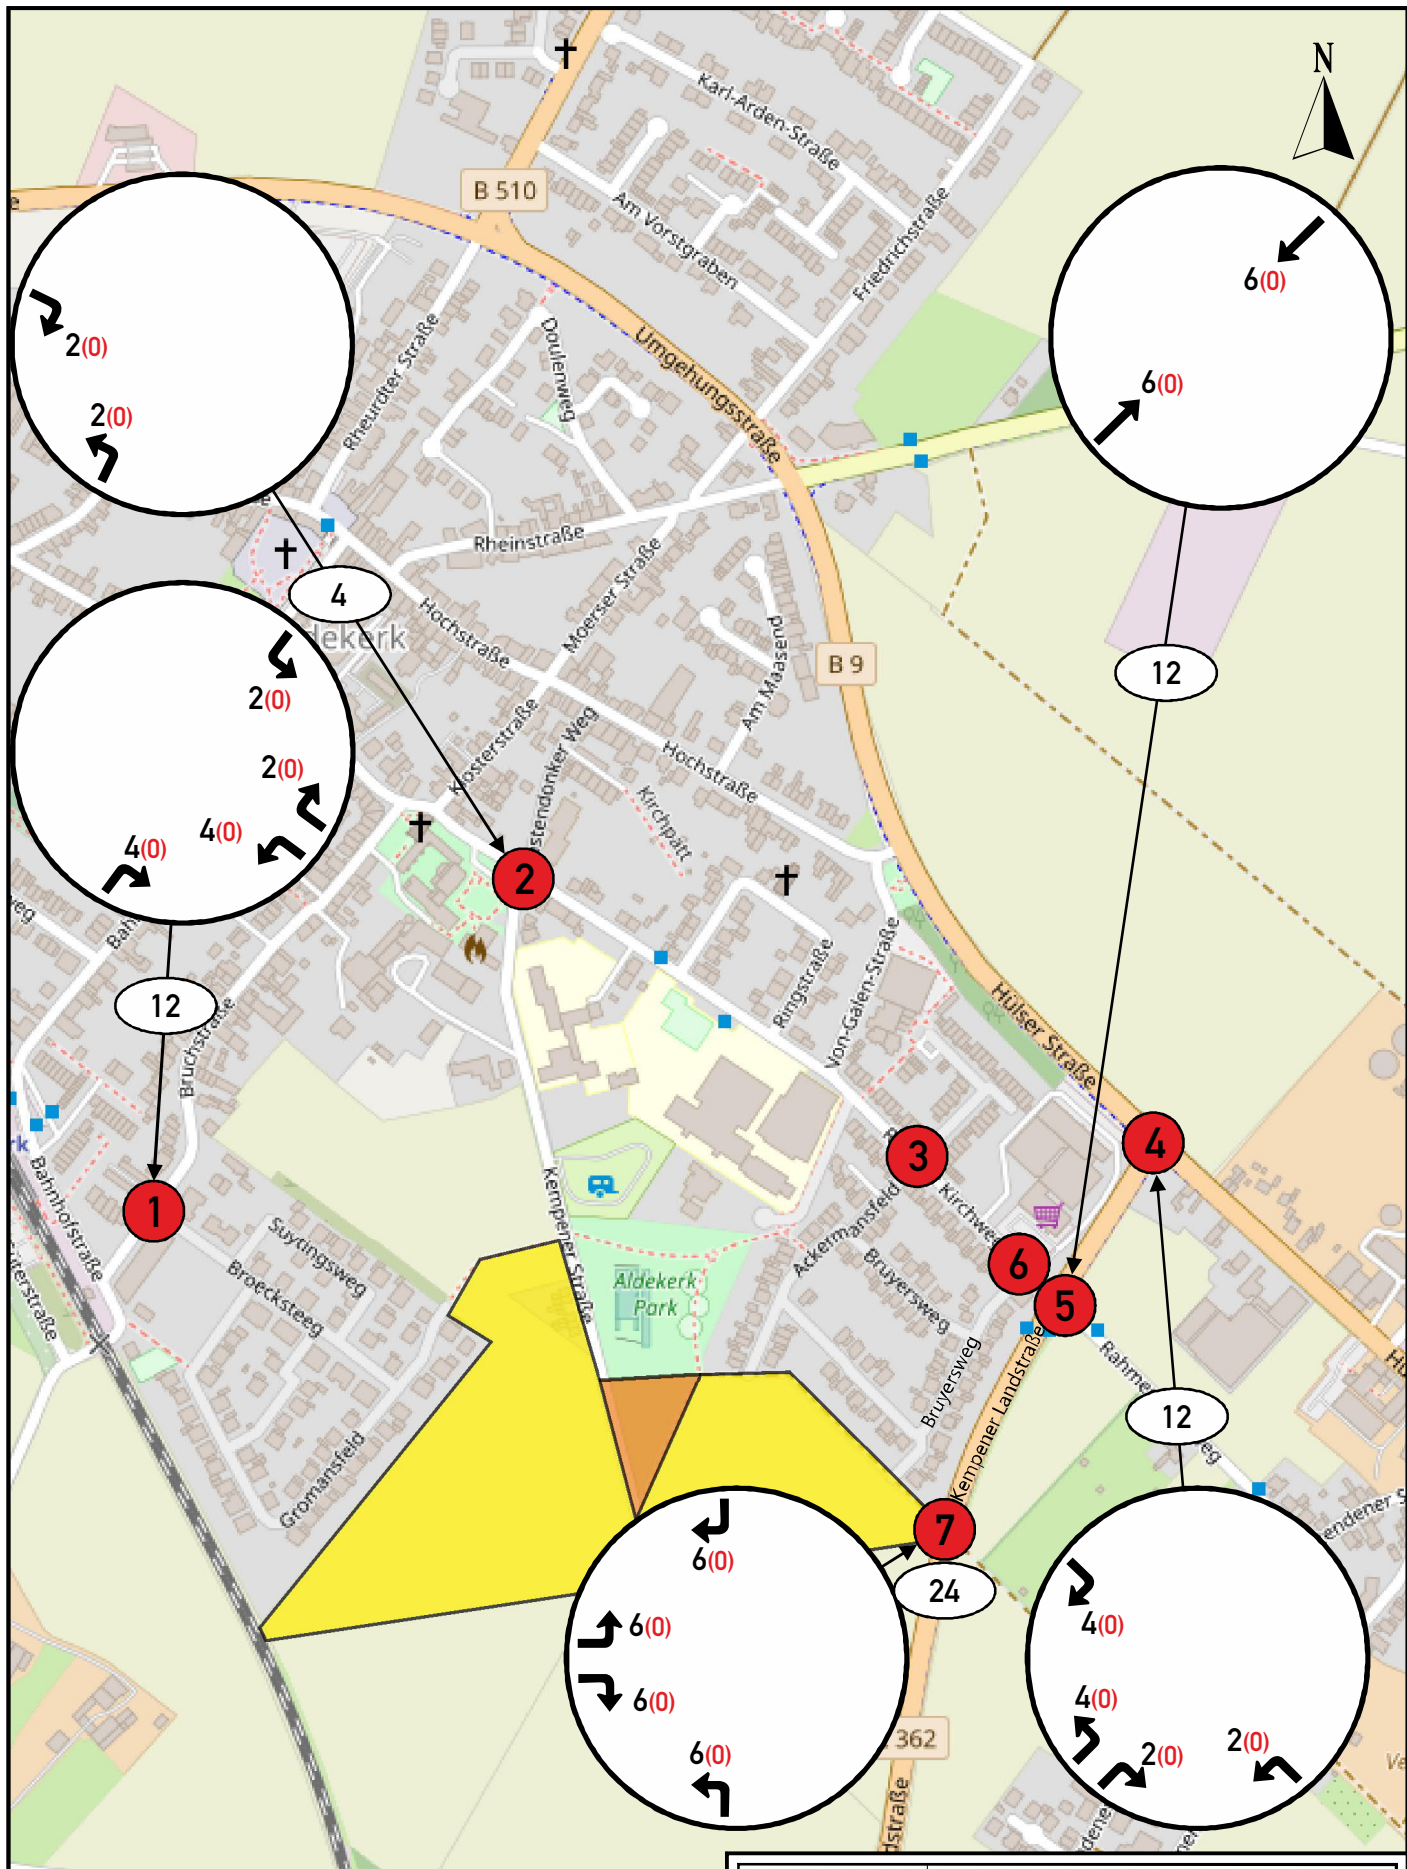 N
B 510
Karl-Arden-Straße
Am Vorstgraben
Friedrichstraße
6(0)
6(0)
2(0)
2(0)
Rheurdter Straße
Doulenweg
Umgehungsstraße
Rheinstraße
Moerser Straße
4
Hochstraße
Am Maaserd
B 9
12
Klosterstraße
Hochstraße
Kirchpatt
2(0)
2(0)
4(0)
4(0)
2
12
Bruchstraße
Ringstraße
Von-Galen-Straße
Hülser Straße
1
3
4
Bahnhofstraße
Kempener Straße
Suytingsweg
Broecksteeg
Gromansfeld
Ackermansfeld
Kirchweg
6
5
Bruyersweg
Bruyersweg
Aldekerk
Park
Kempener Landstraße
12
7
24
6(0)
6(0)
6(0)
6(0)
4(0)
4(0)
2(0)
2(0)
362